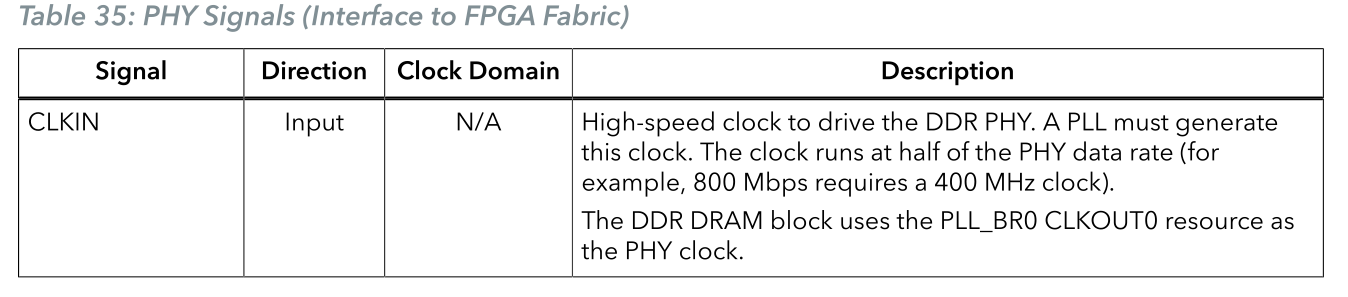 Table 35: PHY Signals (Interface to FPGA Fabric)
Signal Direction Clock Domain Description
CLKIN Input N/A High-speed clock to drive the DDR PHY. A PLL must generate
this clock. The clock runs at half of the PHY data rate (for
example, 800 Mbps requires a 400 MHz clock).
The DDR DRAM block uses the PLL_BR0 CLKOUT0 resource as
the PHY clock.